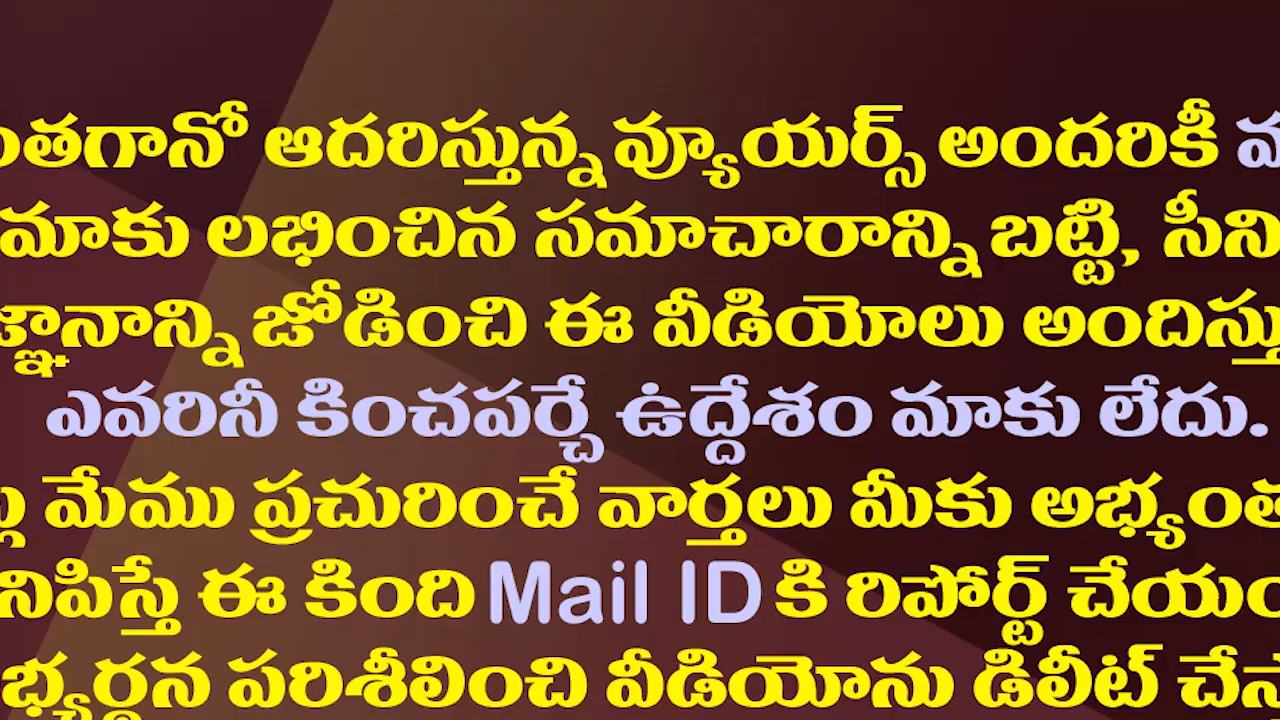 ంతగానో ఆదరిస్తున్న వ్యూయర్స్ అందరికీ
మాకు లభించిన సమాచారాన్ని బట్టి, సీని
జ్ఞానాన్ని జోడించి ఈ వీడియోలు అందిస్తు
ఎవరినీ కించపర్చే ఉద్దేశం మాకు లేదు.
ల్ల మేము ప్రచురించే వార్తలు మీకు అభ్యంత
నిపిస్తే ఈ కింది Mail ID కి రిపోర్ట్ చేయం
భ్యర్థన పరిశీలించి వీడియోను డిలీట్ చేస